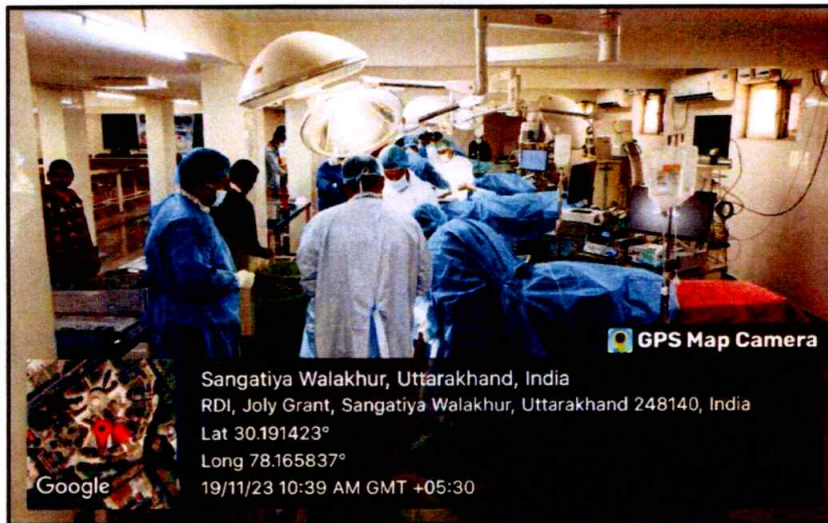 GPS Map Camera
Sangatiya Walakhur, Uttarakhand, India
RDI, Joly Grant, Sangatiya Walakhur, Uttarakhand 248140, India
Lat 30.191423°
Long 78.165837°
19/11/23 10:39 AM GMT +05:30
Google